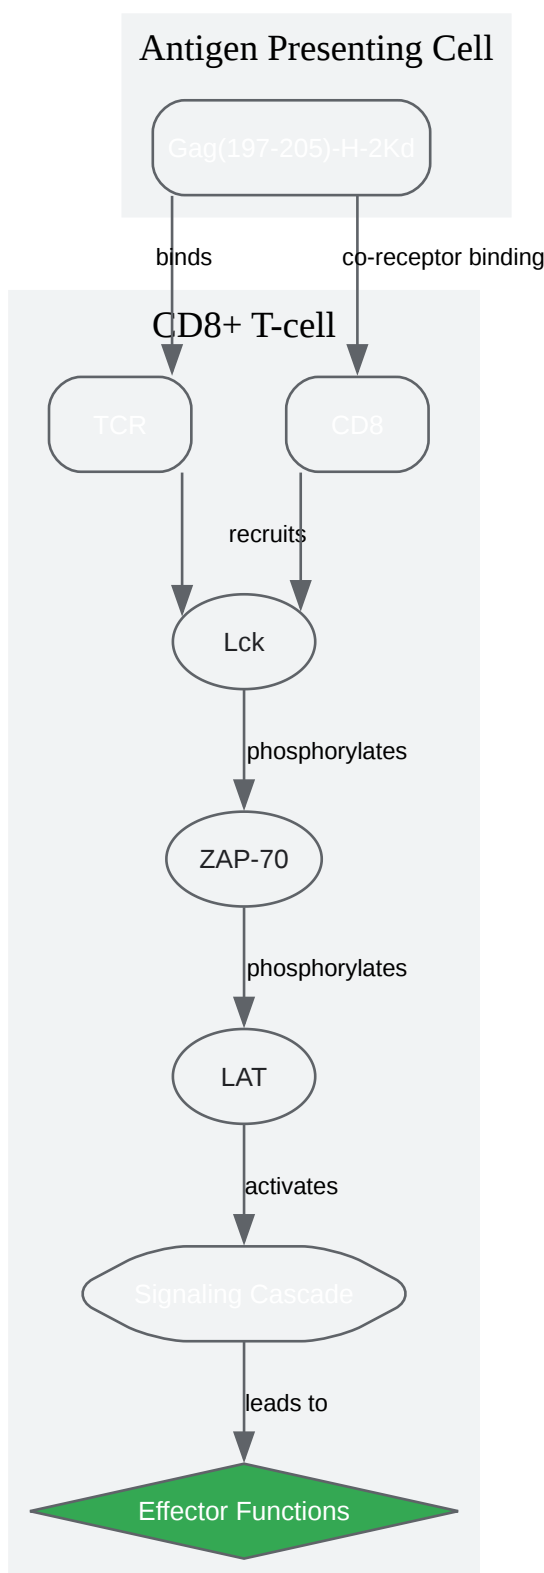 Antigen Presenting Cell
Gag(197-205)-H-2Kd
binds
co-receptor binding
CD8+ T-cell
TCR
CD8
recruits
Lck
phosphorylates
ZAP-70
phosphorylates
LAT
activates
Signaling Cascade
leads to
Effector Functions